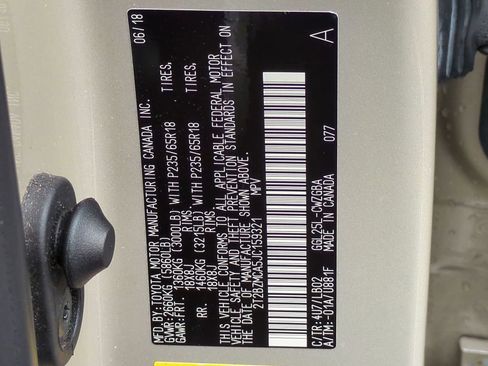 MFD. BY: TOYOTA MOTOR MANUFACTURING CANADA INC. 06/18
GVWR: 2660KG (5860LB)
GAWR: FRT. 1360KG (3000LB) WITH P235/65R18 TIRES,
18X8J RIMS
RR. 1460KG (3215LB) WITH P235/65R18 TIRES,
18X8J RIMS
THIS VEHICLE CONFORMS TO ALL APPLICABLE FEDERAL MOTOR
VEHICLE SAFETY AND THEFT PREVENTION STANDARDS IN EFFECT
ON THE DATE OF MANUFACTURE SHOWN ABOVE.
2T2BZMCA5JC159321 MPV
A
C/TR: 4U7/LB02 GGL25L-CWZGBA 077
A/TM: -01A/U881F MADE IN CANADA